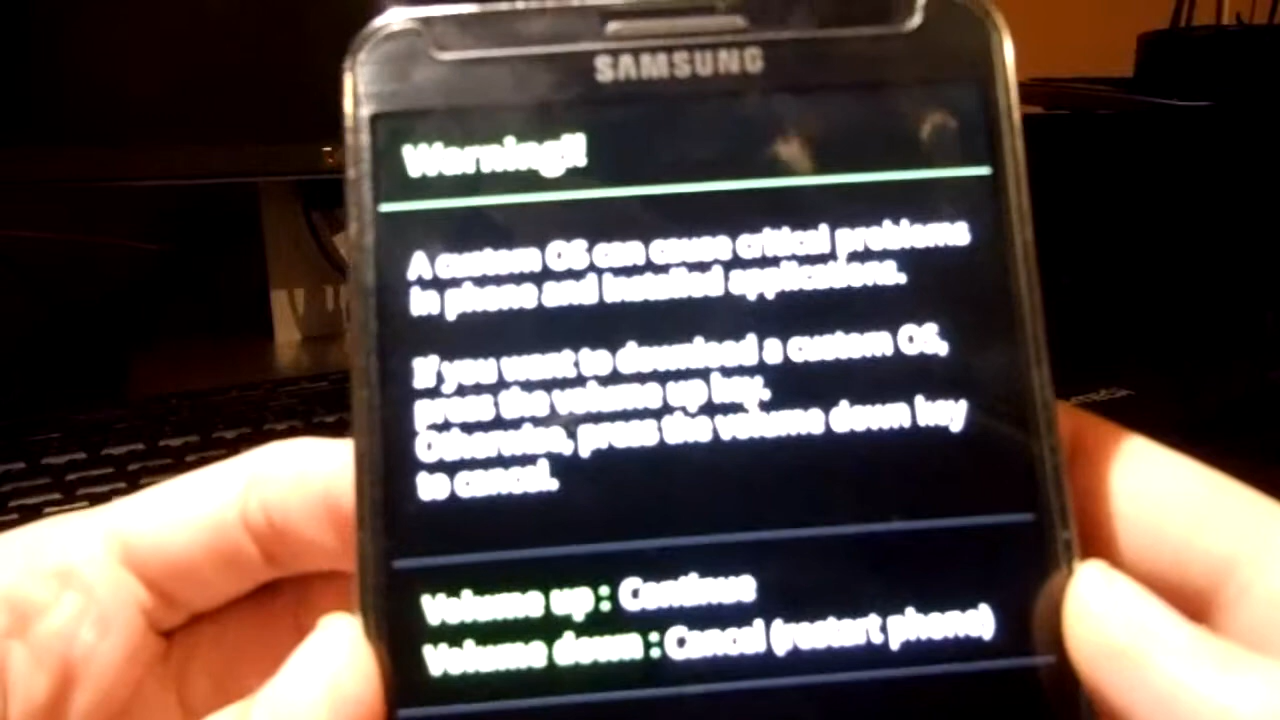 SAMSUNG
Warning!!
A custom OS can cause critical problems
in phone and installed applications.
If you want to download a custom OS,
press the volume up key.
Otherwise, press the volume down key
to cancel.
Volume up : Continue
Volume down : Cancel (restart phone)